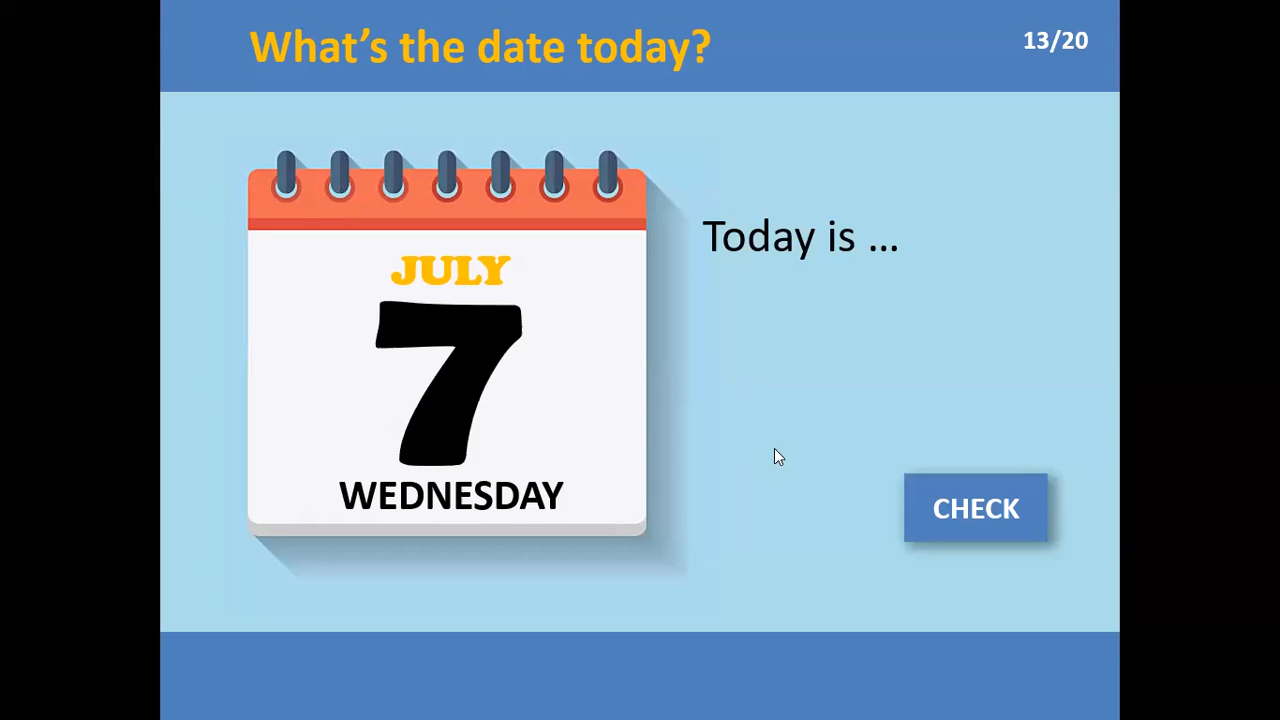 What's the date today?
13/20
JULY
7
WEDNESDAY
Today is ...
CHECK